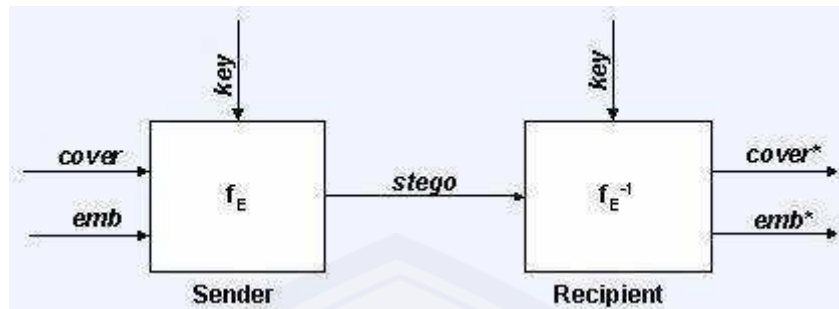 key
key
cover
emb
f_E
stego
f_E^-1
cover*
emb*
Sender
Recipient